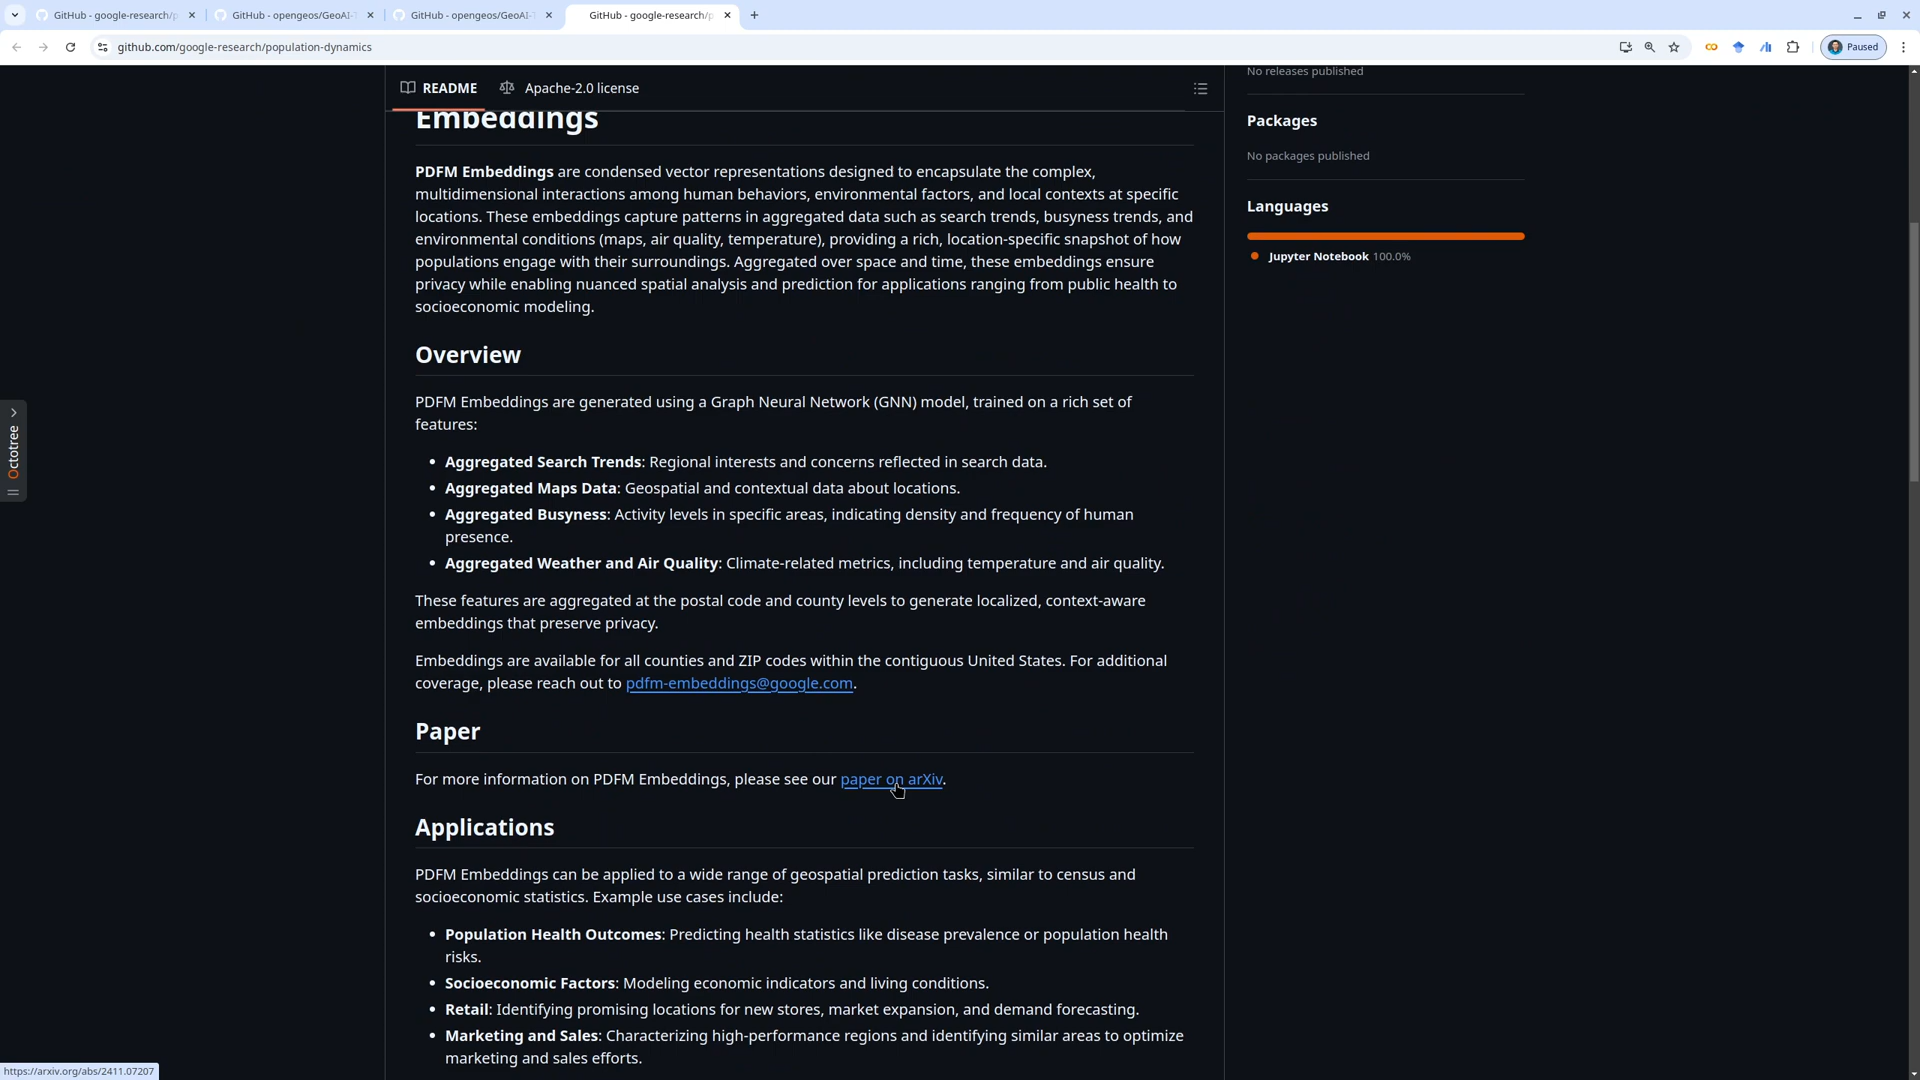 GitHub - google-research/p
GitHub - opengeos/GeoAI-T
GitHub - opengeos/GeoAI-T
GitHub - google-research/p
github.com/google-research/population-dynamics
Paused
README
Apache-2.0 license
No releases published
Embeddings
Packages
No packages published
Languages
Jupyter Notebook 100.0%
PDFM Embeddings are condensed vector representations designed to encapsulate the complex,
multidimensional interactions among human behaviors, environmental factors, and local contexts at specific
locations. These embeddings capture patterns in aggregated data such as search trends, busyness trends, and
environmental conditions (maps, air quality, temperature), providing a rich, location-specific snapshot of how
populations engage with their surroundings. Aggregated over space and time, these embeddings ensure
privacy while enabling nuanced spatial analysis and prediction for applications ranging from public health to
socioeconomic modeling.
Overview
PDFM Embeddings are generated using a Graph Neural Network (GNN) model, trained on a rich set of
features:
• Aggregated Search Trends: Regional interests and concerns reflected in search data.
• Aggregated Maps Data: Geospatial and contextual data about locations.
• Aggregated Busyness: Activity levels in specific areas, indicating density and frequency of human
presence.
• Aggregated Weather and Air Quality: Climate-related metrics, including temperature and air quality.
Octotree
These features are aggregated at the postal code and county levels to generate localized, context-aware
embeddings that preserve privacy.
Embeddings are available for all counties and ZIP codes within the contiguous United States. For additional
coverage, please reach out to pdfm-embeddings@google.com.
Paper
For more information on PDFM Embeddings, please see our paper on arXiv.
Applications
PDFM Embeddings can be applied to a wide range of geospatial prediction tasks, similar to census and
socioeconomic statistics. Example use cases include:
• Population Health Outcomes: Predicting health statistics like disease prevalence or population health
risks.
• Socioeconomic Factors: Modeling economic indicators and living conditions.
• Retail: Identifying promising locations for new stores, market expansion, and demand forecasting.
• Marketing and Sales: Characterizing high-performance regions and identifying similar areas to optimize
marketing and sales efforts.
https://arxiv.org/abs/2411.07207